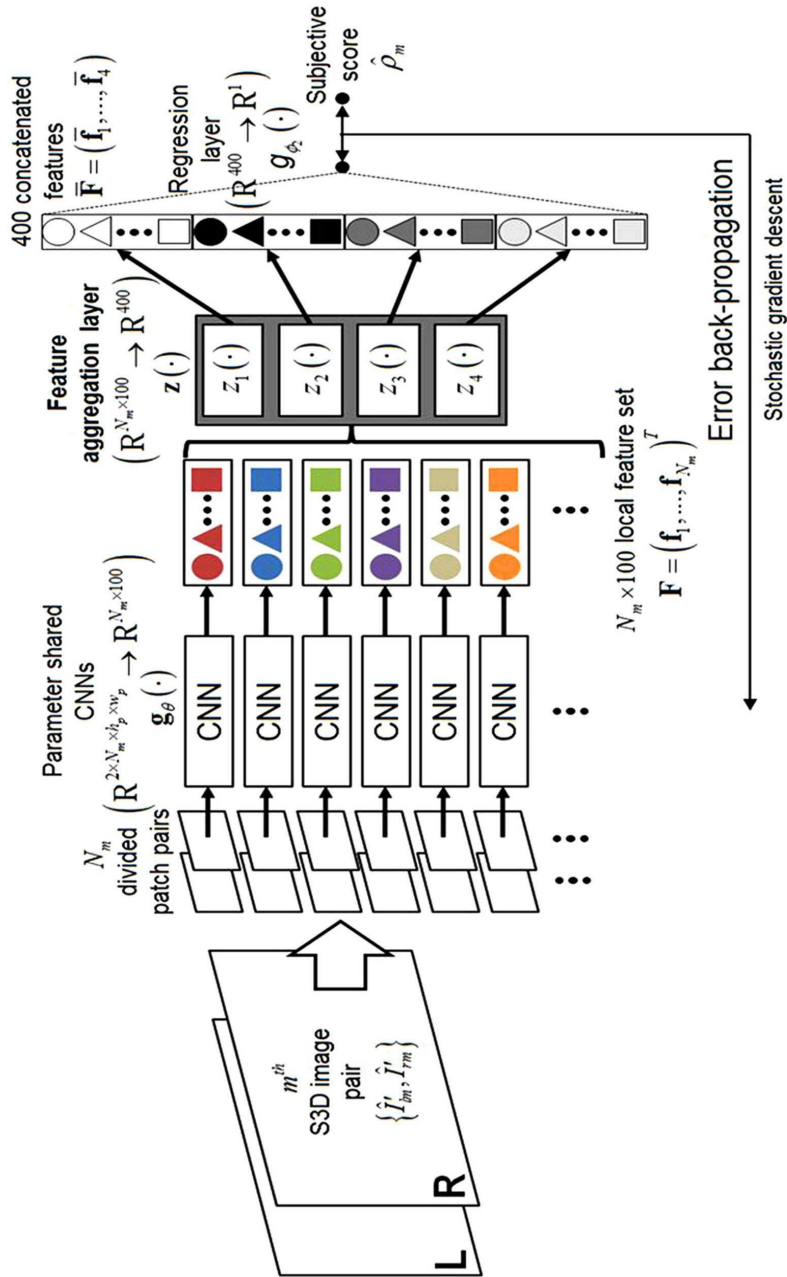 L
R
m^{th}
S3D image
pair
{Î'_{lm}, Î'_{rm}}
N_m
divided
patch pairs
Parameter shared
CNNs
(R^{2×N_m×h_p×w_p} → R^{N_m×100})
g_θ(·)
CNN
CNN
CNN
CNN
CNN
CNN
N_m×100 local feature set
F = (f_1,...,f_{N_m})^T
Feature
aggregation layer
(R^{N_m×100} → R^{400})
z(·)
z_1(·)
z_2(·)
z_3(·)
z_4(·)
400 concatenated
features
F̅ = (f̅_1,...,f̅_4)
Regression
layer
(R^{400} → R^1)
g_{ϕ_2}(·)
Subjective
score
ρ̂_m
Error back-propagation
Stochastic gradient descent